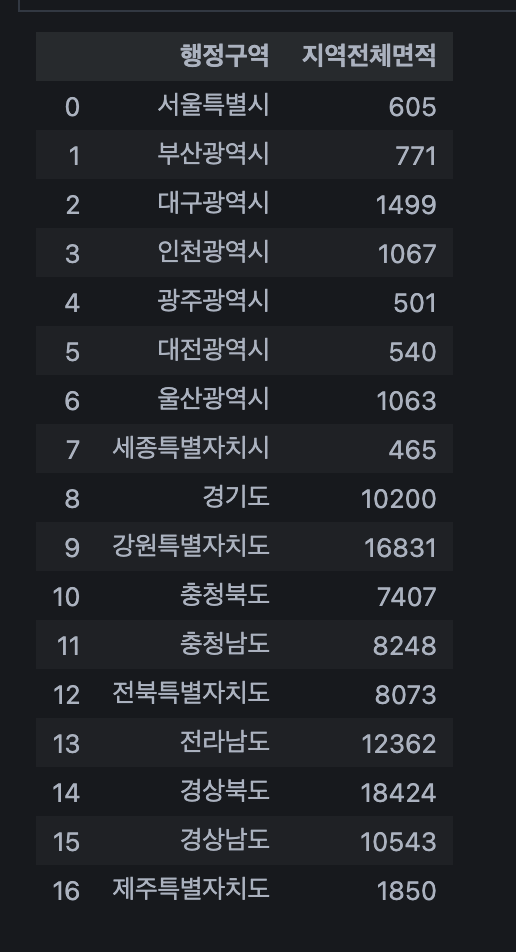 행정구역 지역전체면적
0 서울특별시 605
1 부산광역시 771
2 대구광역시 1499
3 인천광역시 1067
4 광주광역시 501
5 대전광역시 540
6 울산광역시 1063
7 세종특별자치시 465
8 경기도 10200
9 강원특별자치도 16831
10 충청북도 7407
11 충청남도 8248
12 전북특별자치도 8073
13 전라남도 12362
14 경상북도 18424
15 경상남도 10543
16 제주특별자치도 1850